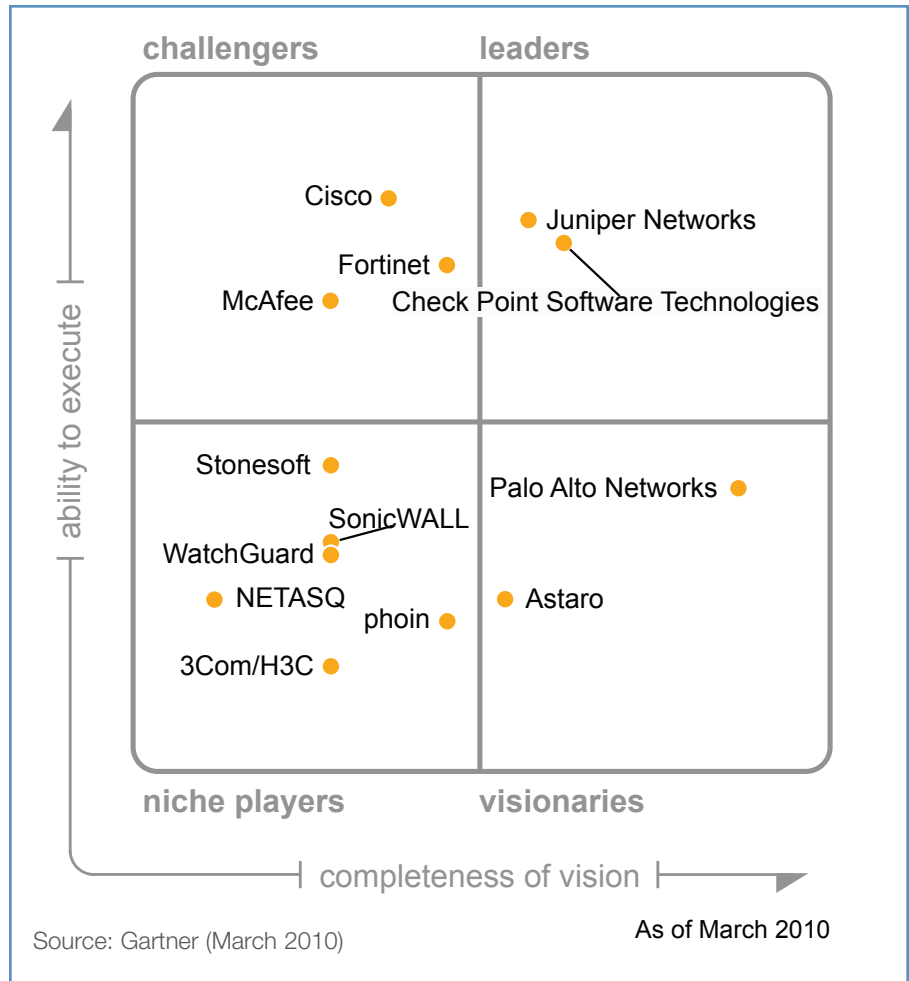 challengers
leaders
Cisco
Juniper Networks
Fortinet
McAfee
Check Point Software Technologies
ability to execute
Stonesoft
Palo Alto Networks
SonicWALL
WatchGuard
NETASQ
Astaro
phoin
3Com/H3C
niche players
visionaries
completeness of vision
As of March 2010
Source: Gartner (March 2010)